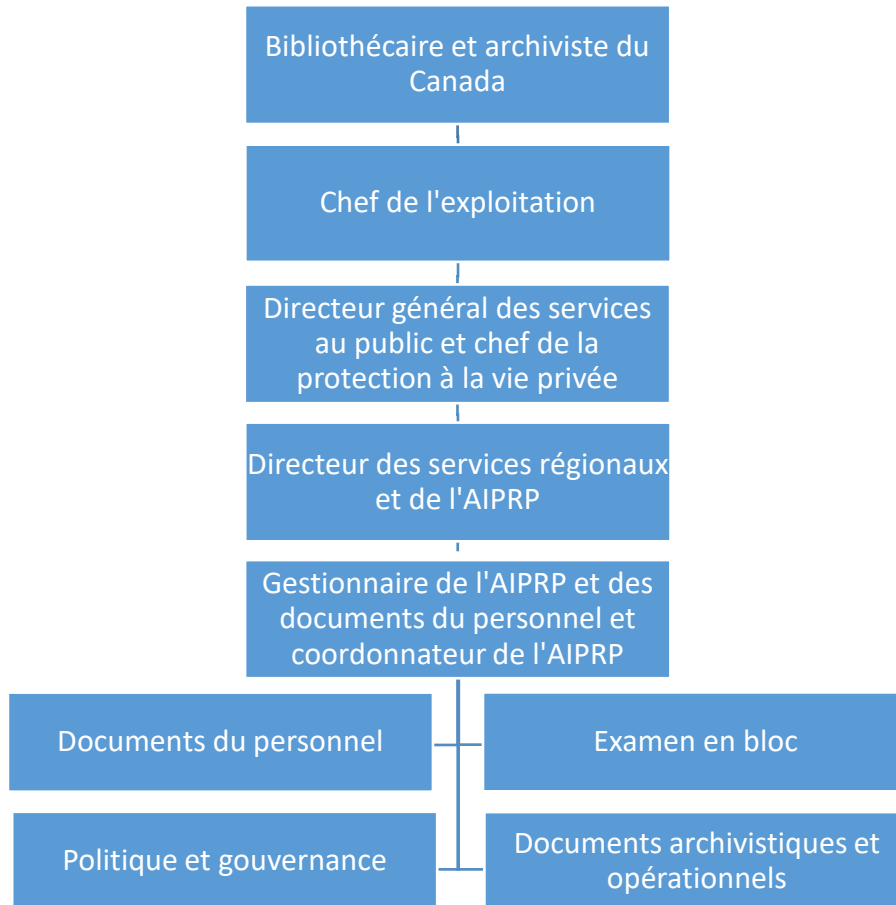 Bibliothécaire et archiviste du
Canada
Chef de l'exploitation
Directeur général des services
au public et chef de la
protection à la vie privée
Directeur des services régionaux
et de l'AIPRP
Gestionnaire de l'AIPRP et des
documents du personnel et
coordonnateur de l'AIPRP
Documents du personnel
Examen en bloc
Politique et gouvernance
Documents archivistiques et
opérationnels